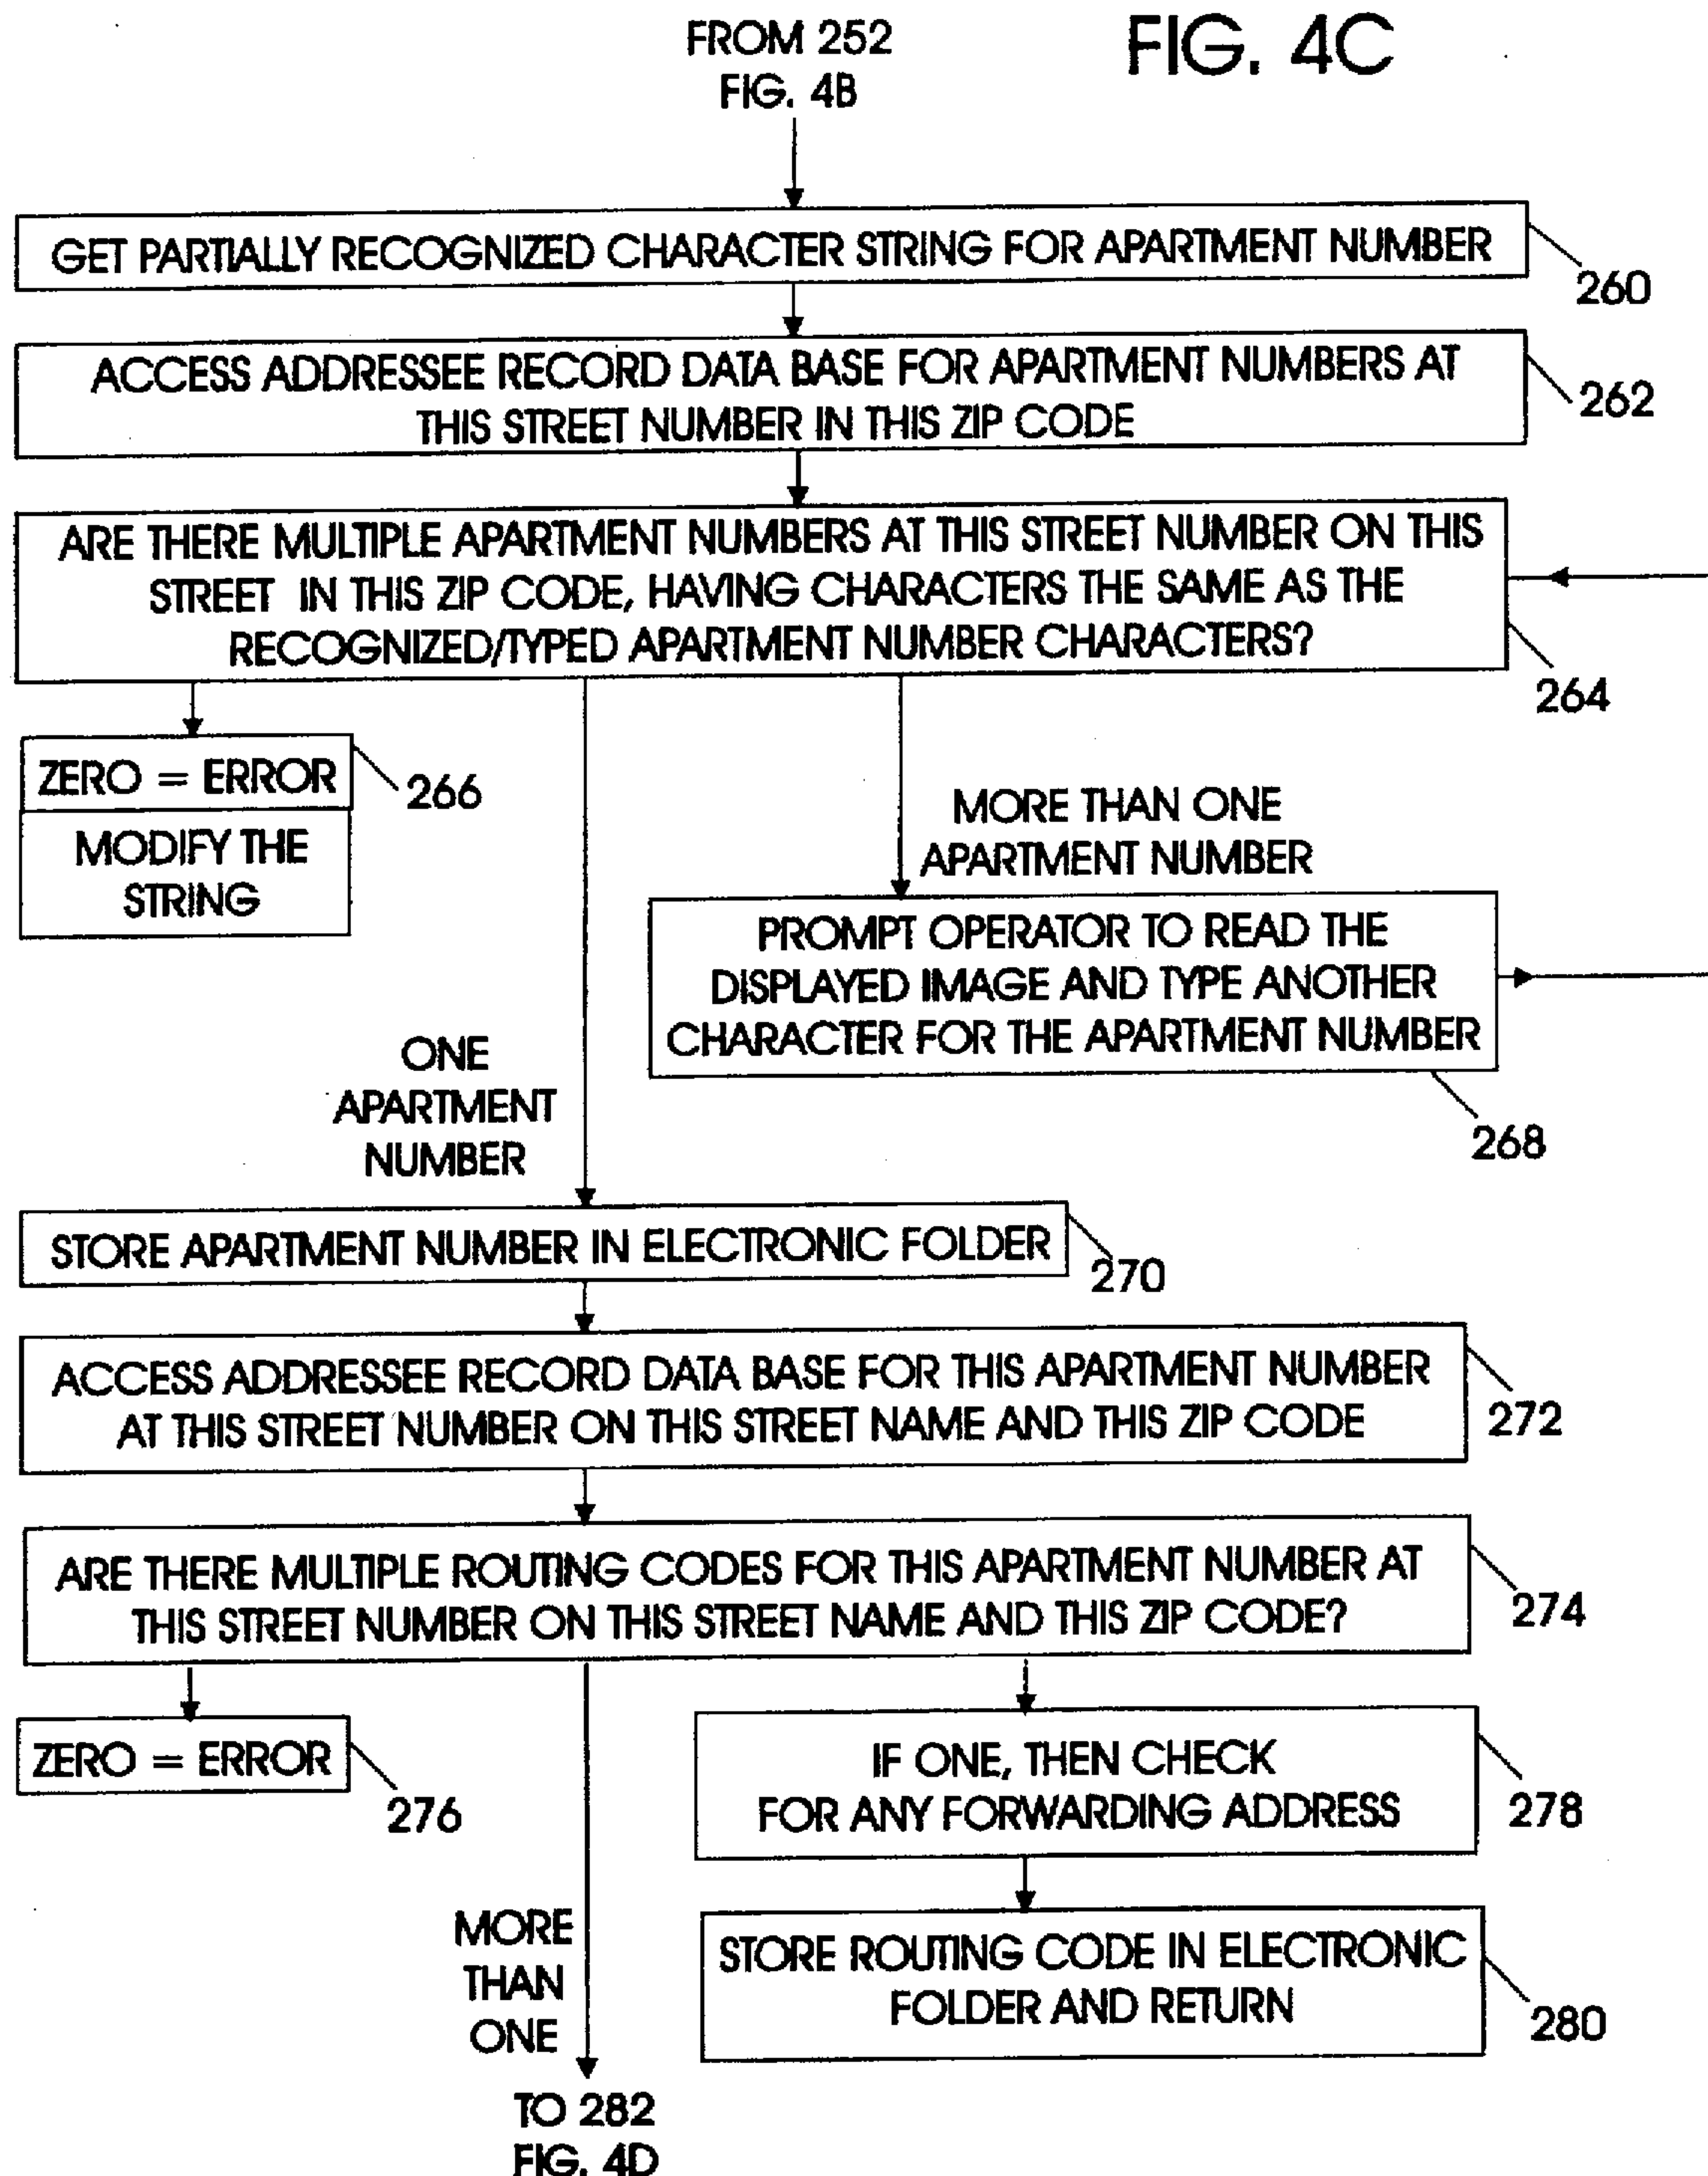 FROM 252
FIG. 4B
FIG. 4C
GET PARTIALLY RECOGNIZED CHARACTER STRING FOR APARTMENT NUMBER
260
ACCESS ADDRESSEE RECORD DATA BASE FOR APARTMENT NUMBERS AT
THIS STREET NUMBER IN THIS ZIP CODE
262
ARE THERE MULTIPLE APARTMENT NUMBERS AT THIS STREET NUMBER ON THIS
STREET IN THIS ZIP CODE, HAVING CHARACTERS THE SAME AS THE
RECOGNIZED/TYPED APARTMENT NUMBER CHARACTERS?
264
ZERO = ERROR
266
MODIFY THE
STRING
MORE THAN ONE
APARTMENT NUMBER
PROMPT OPERATOR TO READ THE
DISPLAYED IMAGE AND TYPE ANOTHER
CHARACTER FOR THE APARTMENT NUMBER
268
ONE
APARTMENT
NUMBER
STORE APARTMENT NUMBER IN ELECTRONIC FOLDER
270
ACCESS ADDRESSEE RECORD DATA BASE FOR THIS APARTMENT NUMBER
AT THIS STREET NUMBER ON THIS STREET NAME AND THIS ZIP CODE
272
ARE THERE MULTIPLE ROUTING CODES FOR THIS APARTMENT NUMBER AT
THIS STREET NUMBER ON THIS STREET NAME AND THIS ZIP CODE?
274
ZERO = ERROR
276
IF ONE, THEN CHECK
FOR ANY FORWARDING ADDRESS
278
STORE ROUTING CODE IN ELECTRONIC
FOLDER AND RETURN
280
MORE
THAN
ONE
TO 282
FIG. 4D